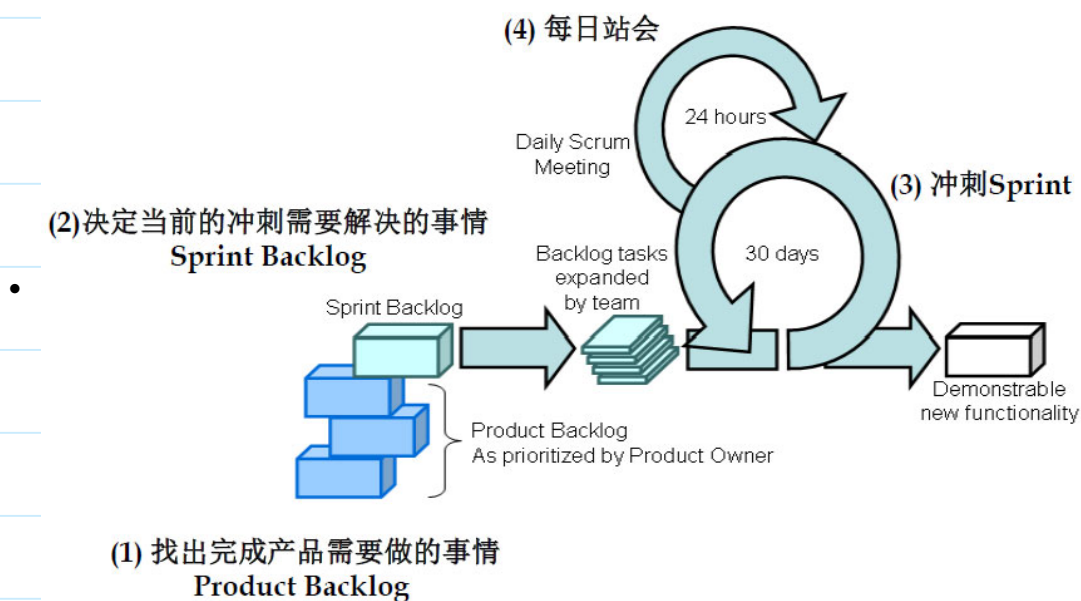 (4) 每日站会
24 hours
Daily Scrum
Meeting
(3) 冲刺Sprint
(2)决定当前的冲刺需要解决的事情
Sprint Backlog
Backlog tasks
expanded
by team
30 days
Sprint Backlog
Demonstrable
new functionality
Product Backlog
As prioritized by Product Owner
(1) 找出完成产品需要做的事情
Product Backlog